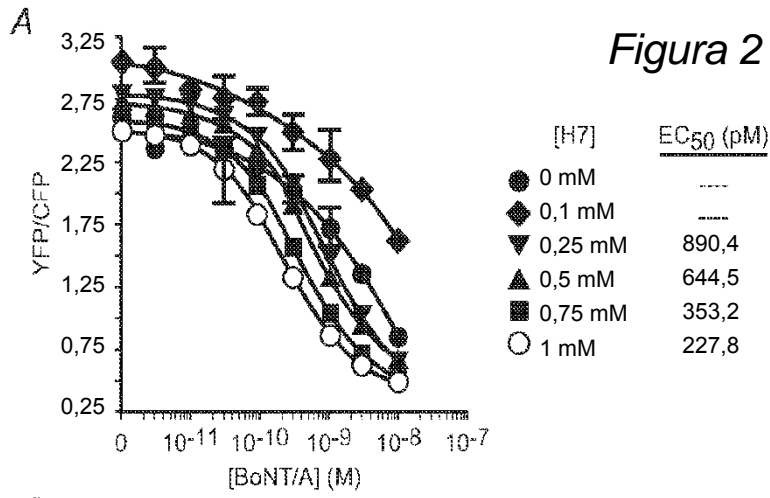 A
Figura 2
YFP/CFP
3,25
2,75
2,25
1,75
1,25
0,75
0,25
0 10-11 10-10 10-9 10-8 10-7
[BoNT/A] (M)
[H7] EC50 (pM)
0 mM ----
0,1 mM ----
0,25 mM 890,4
0,5 mM 644,5
0,75 mM 353,2
1 mM 227,8